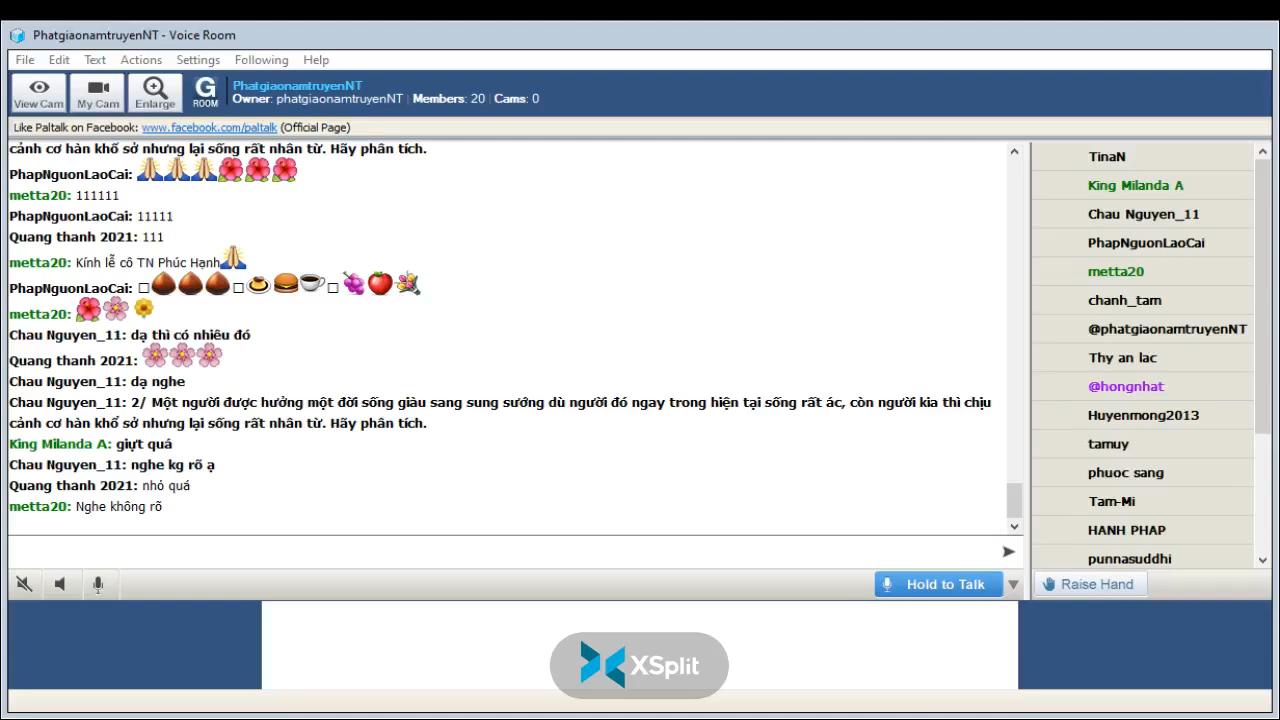 PhatgiaonamtruyenNT - Voice Room
File Edit Text Actions Settings Following Help
View Cam My Cam Enlarge G ROOM
PhatgiaonamtruyenNT
Owner: phatgiaonamtruyenNT | Members: 20 | Cams: 0
Like Paltalk on Facebook: www.facebook.com/paltalk (Official Page)
cảnh cơ hàn khổ sở nhưng lại sống rất nhân từ. Hãy phân tích.
PhapNguonLaoCai:
metta20: 111111
PhapNguonLaoCai: 11111
Quang thanh 2021: 111
metta20: Kính lễ cô TN Phúc Hạnh
PhapNguonLaoCai:
metta20:
Chau Nguyen_11: dạ thì có nhiêu đó
Quang thanh 2021:
Chau Nguyen_11: dạ nghe
Chau Nguyen_11: 2/ Một người được hưởng một đời sống giàu sang sung sướng dù người đó ngay trong hiện tại sống rất ác, còn người kia thì chịu
cảnh cơ hàn khổ sở nhưng lại sống rất nhân từ. Hãy phân tích.
King Milanda A: giựt quá
Chau Nguyen_11: nghe kg rõ ạ
Quang thanh 2021: nhỏ quá
metta20: Nghe không rõ
TinaN
King Milanda A
Chau Nguyen_11
PhapNguonLaoCai
metta20
chanh_tam
@phatgiaonamtruyenNT
Thy an lac
@hongnhat
Huyenmong2013
tamuy
phuoc sang
Tam-Mi
HANH PHAP
punnasuddhi
Hold to Talk
Raise Hand
XSplit